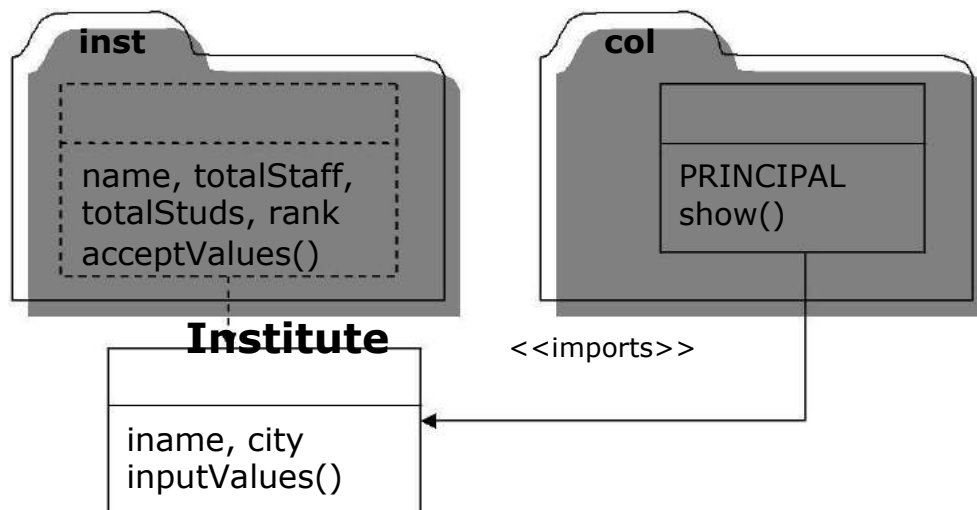 inst
name, totalStaff,
totalStuds, rank
acceptValues()
col
PRINCIPAL
show()
Institute
iname, city
inputValues()
<<imports>>